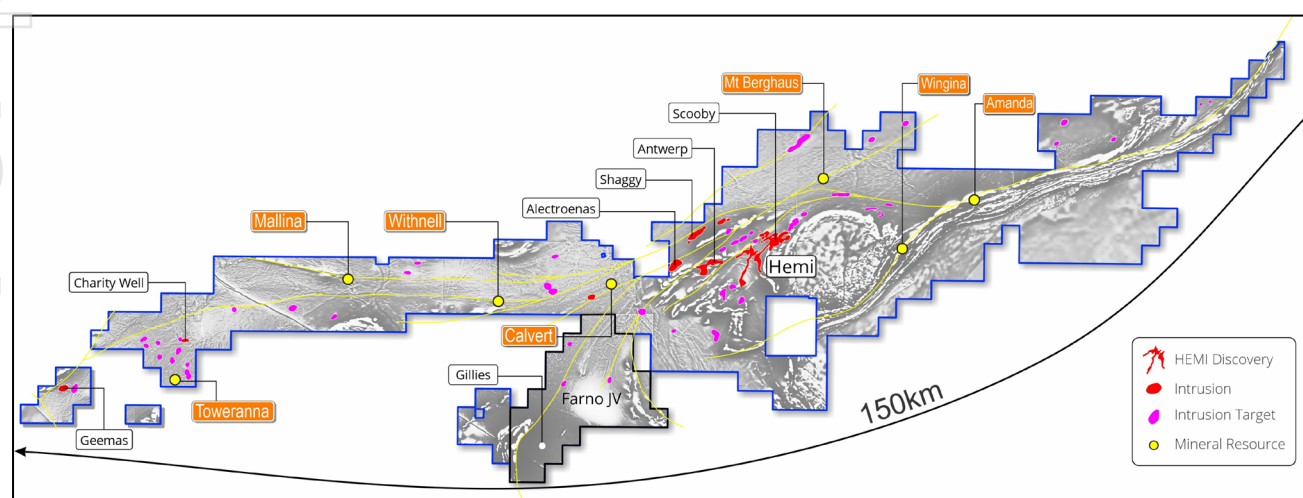 Mt Berghaus
Wingina
Scooby
Amanda
Antwerp
Shaggy
Alectroenas
Mallina
Withnell
Hemi
Charity Well
Calvert
Gillies
Farno JV
Toweranna
Geemas
150km
HEMI Discovery
Intrusion
Intrusion Target
Mineral Resource